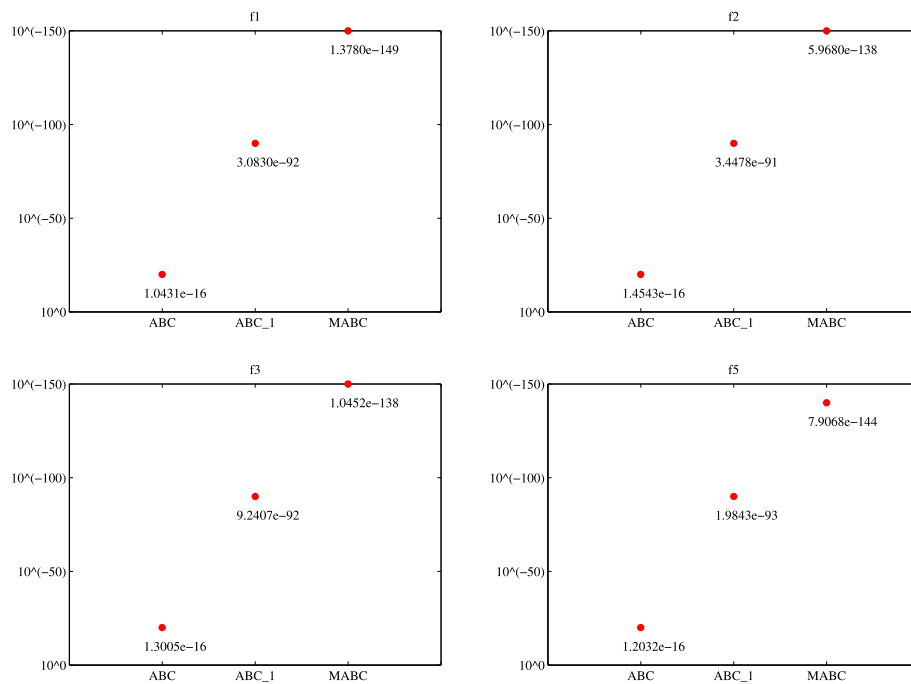 f1
10^(−150)
1.3780e−149
10^(−100)
3.0830e−92
10^(−50)
1.0431e−16
10^0
ABC ABC_1 MABC
f2
10^(−150)
5.9680e−138
10^(−100)
3.4478e−91
10^(−50)
1.4543e−16
10^0
ABC ABC_1 MABC
f3
10^(−150)
1.0452e−138
10^(−100)
9.2407e−92
10^(−50)
1.3005e−16
10^0
ABC ABC_1 MABC
f5
10^(−150)
7.9068e−144
10^(−100)
1.9843e−93
10^(−50)
1.2032e−16
10^0
ABC ABC_1 MABC